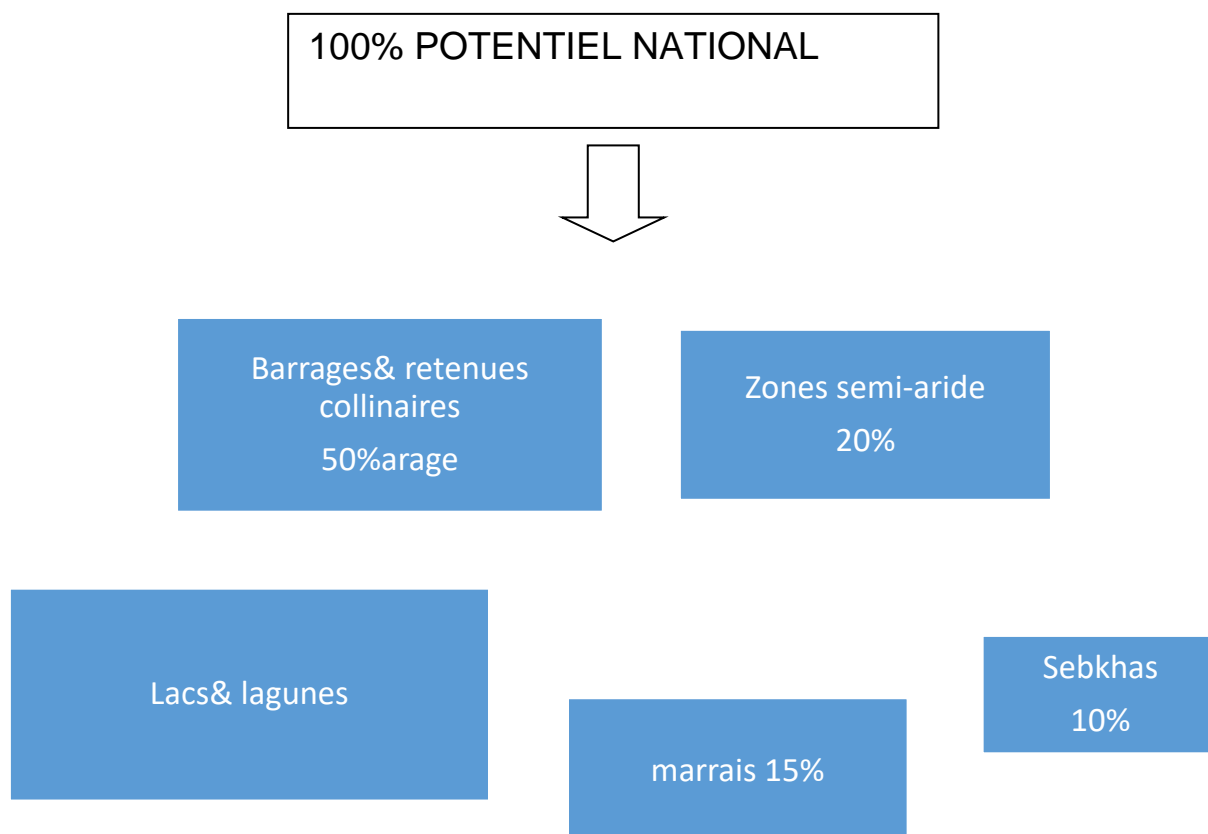 100% POTENTIEL NATIONAL
Barrages& retenues
collinaires
50%arage
Zones semi-aride
20%
Lacs& lagunes
marrais 15%
Sebkhas
10%